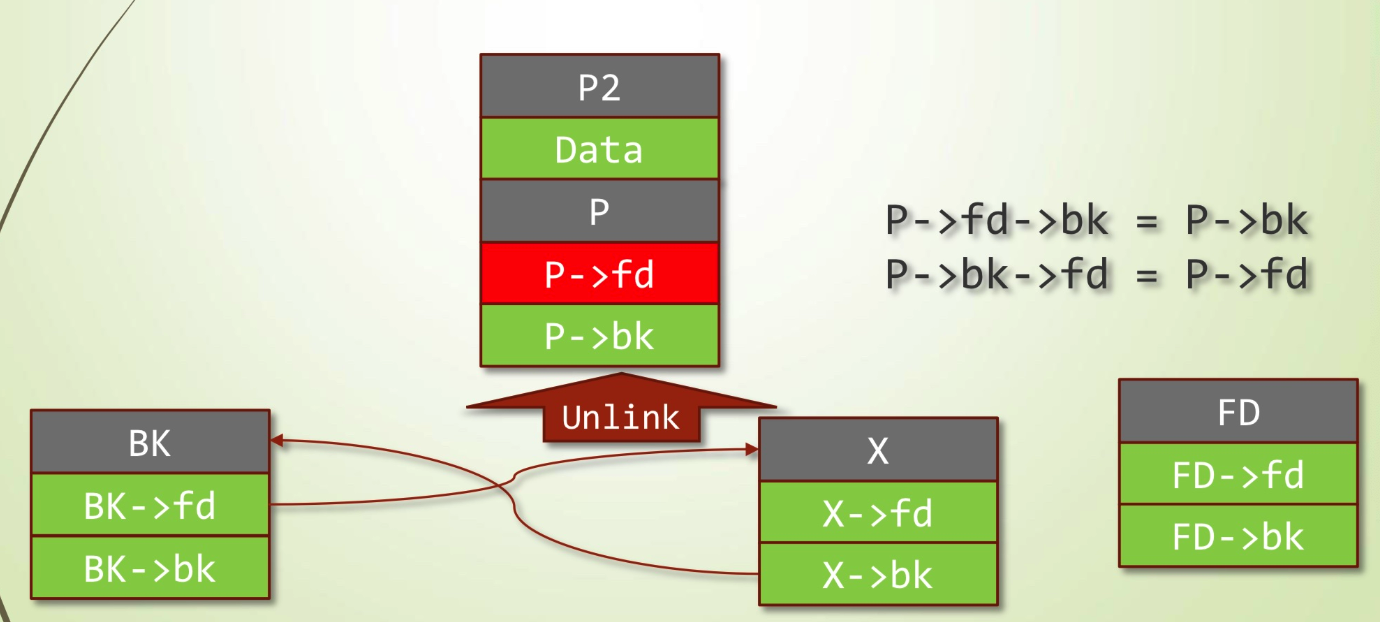 P2
Data
P
P->fd
P->bk
P->fd->bk = P->bk
P->bk->fd = P->fd
Unlink
BK
BK->fd
BK->bk
X
X->fd
X->bk
FD
FD->fd
FD->bk